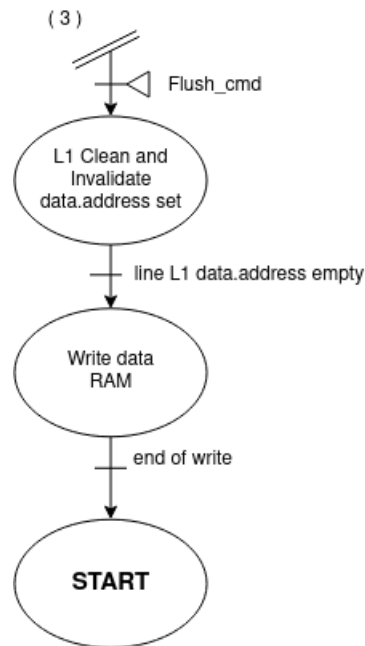 ( 3 )
Flush_cmd
L1 Clean and
Invalidate
data.address set
line L1 data.address empty
Write data
RAM
end of write
START